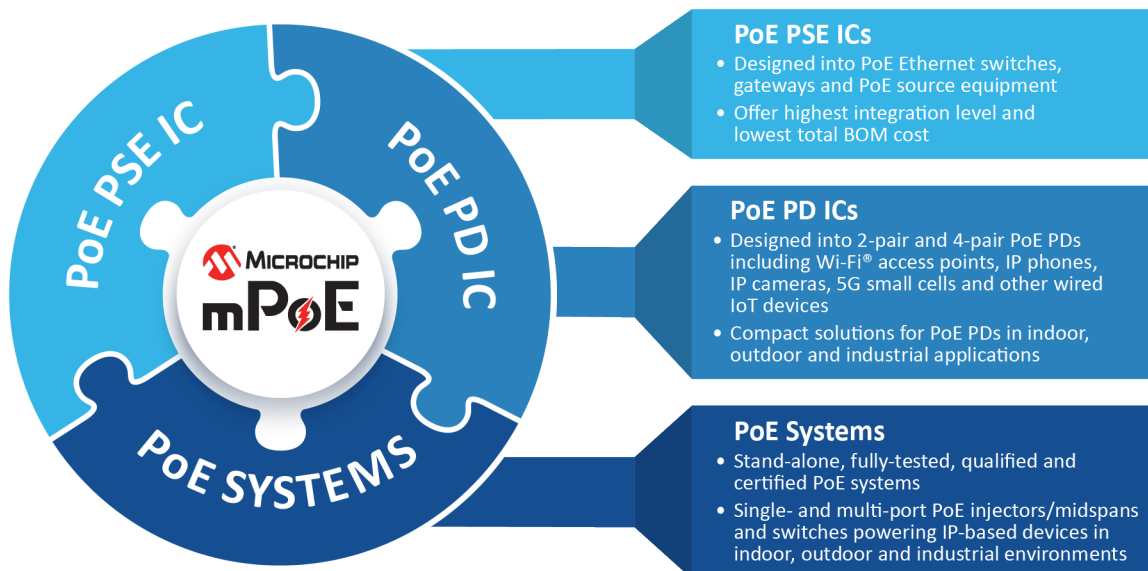 PoE PSE IC
PoE PD IC
PoE SYSTEMS
MICROCHIP
mPoE
PoE PSE ICs
• Designed into PoE Ethernet switches,
gateways and PoE source equipment
• Offer highest integration level and
lowest total BOM cost
PoE PD ICs
• Designed into 2-pair and 4-pair PoE PDs
including Wi-Fi® access points, IP phones,
IP cameras, 5G small cells and other wired
IoT devices
• Compact solutions for PoE PDs in indoor,
outdoor and industrial applications
PoE Systems
• Stand-alone, fully-tested, qualified and
certified PoE systems
• Single- and multi-port PoE injectors/midspans
and switches powering IP-based devices in
indoor, outdoor and industrial environments